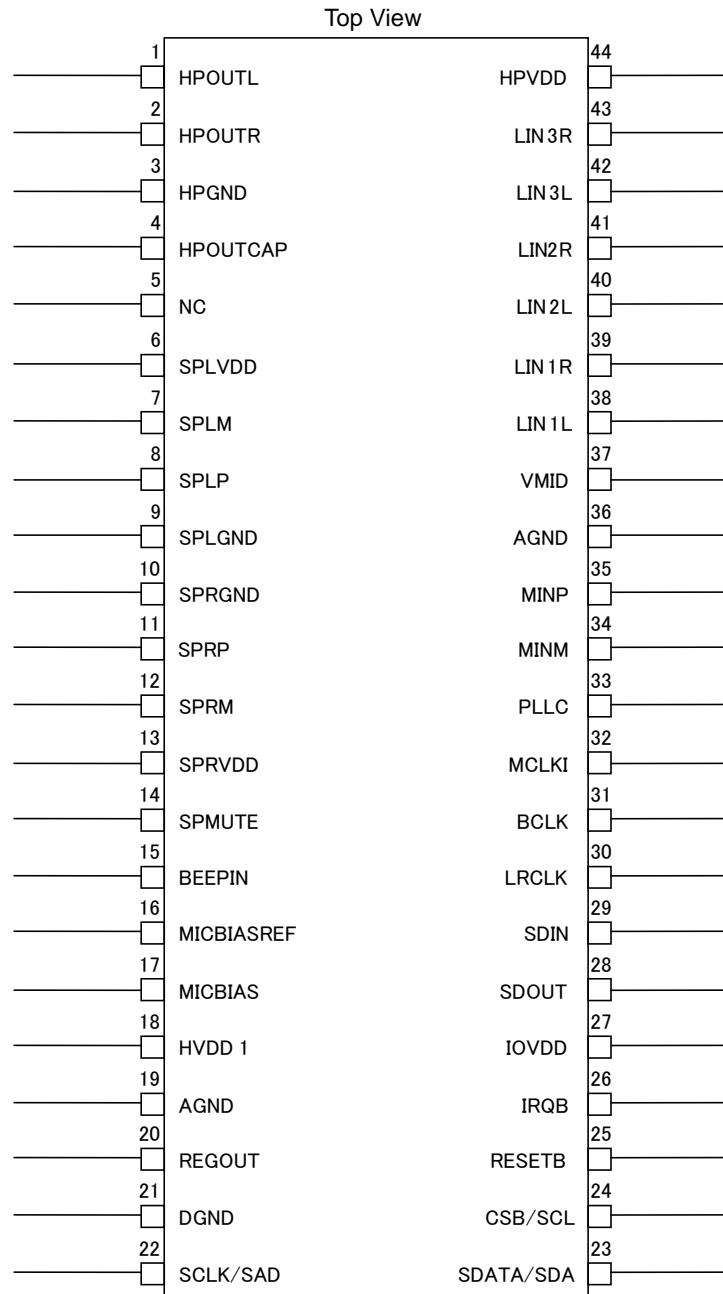 Top View
1 44
HPOUTL HPVDD
2 43
HPOUTR LIN3R
3 42
HPGND LIN3L
4 41
HPOUTCAP LIN2R
5 40
NC LIN2L
6 39
SPLVDD LIN1R
7 38
SPLM LIN1L
8 37
SPLP VMID
9 36
SPLGND AGND
10 35
SPRGND MINP
11 34
SPRP MINM
12 33
SPRM PLLC
13 32
SPRVDD MCLKI
14 31
SPMUTE BCLK
15 30
BEEPIN LRCLK
16 29
MICBIASREF SDIN
17 28
MICBIAS SDOUT
18 27
HVDD 1 IOVDD
19 26
AGND IRQB
20 25
REGOUT RESETB
21 24
DGND CSB/SCL
22 23
SCLK/SAD SDATA/SDA